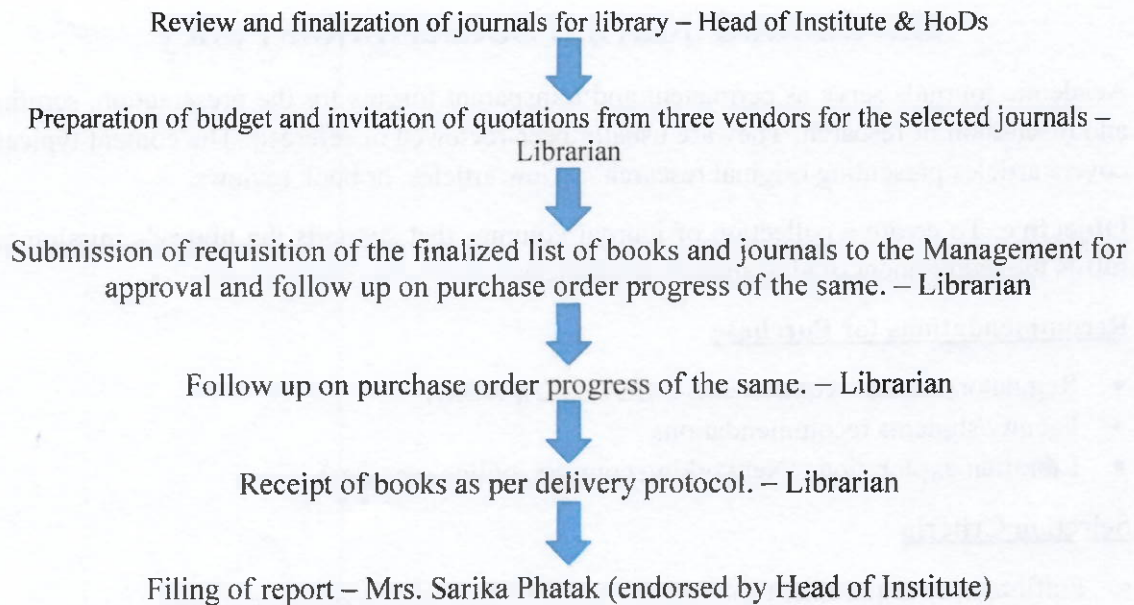 Review and finalization of journals for library – Head of Institute & HoDs
Preparation of budget and invitation of quotations from three vendors for the selected journals –
Librarian
Submission of requisition of the finalized list of books and journals to the Management for
approval and follow up on purchase order progress of the same. – Librarian
Follow up on purchase order progress of the same. – Librarian
Receipt of books as per delivery protocol. – Librarian
Filing of report – Mrs. Sarika Phatak (endorsed by Head of Institute)